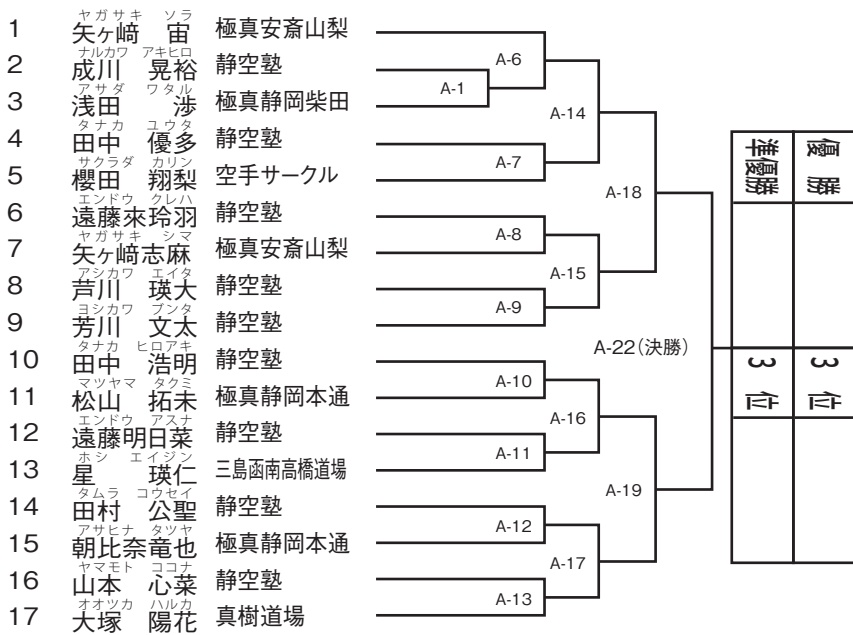 ヤガサキ ソラ
1 矢ヶ﨑 宙 極真安斎山梨
ナルカワ アキヒロ
2 成川 晃裕 静空塾
アサダ ワタル
3 浅田 渉 極真静岡柴田
タナカ ユウタ
4 田中 優多 静空塾
サクラダ カリン
5 櫻田 翔梨 空手サークル
エンドウ クレハ
6 遠藤來玲羽 静空塾
ヤガサキ シマ
7 矢ヶ﨑志麻 極真安斎山梨
アシカワ エイタ
8 芦川 瑛大 静空塾
ヨシカワ ブンタ
9 芳川 文太 静空塾
タナカ ヒロアキ
10 田中 浩明 静空塾
マツヤマ タクミ
11 松山 拓未 極真静岡本通
エンドウ アスナ
12 遠藤明日菜 静空塾
ホシ エイジン
13 星 瑛仁 三島函南高橋道場
タムラ コウセイ
14 田村 公聖 静空塾
アサヒナ タツヤ
15 朝比奈竜也 極真静岡本通
ヤマモト ココナ
16 山本 心菜 静空塾
オオツカ ハルカ
17 大塚 陽花 真樹道場
A-1
A-6
A-7
A-8
A-9
A-10
A-11
A-12
A-13
A-14
A-15
A-16
A-17
A-18
A-19
A-22(決勝)
優勝
準優勝
3位
3位